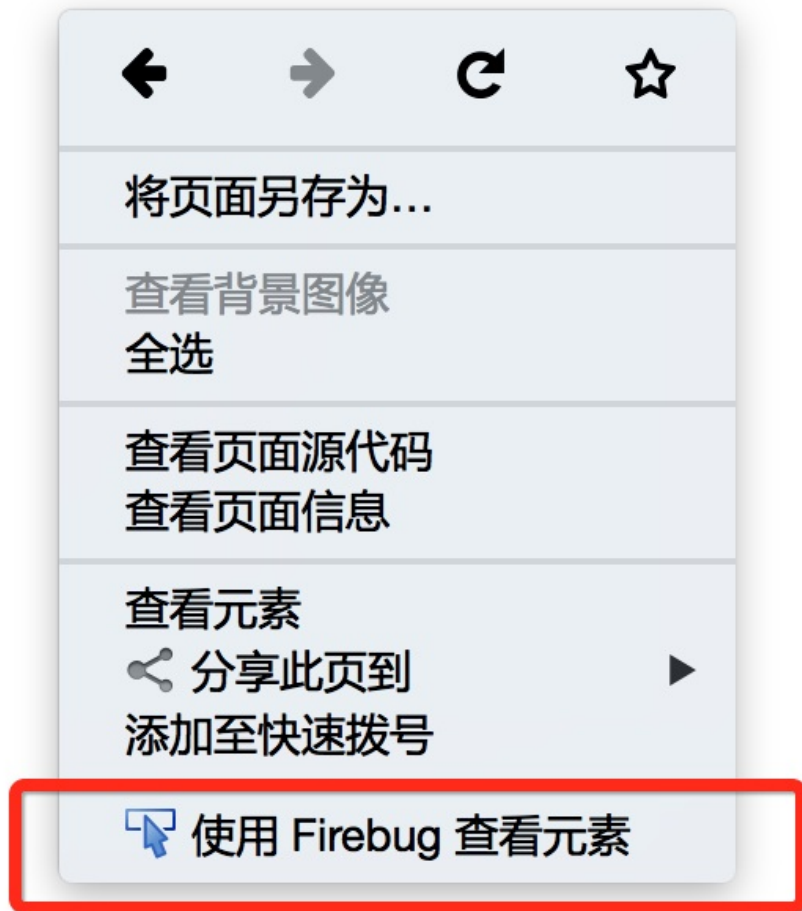 将页面另存为...
查看背景图像
全选
查看页面源代码
查看页面信息
查看元素
分享此页到
添加至快速拨号
使用 Firebug 查看元素